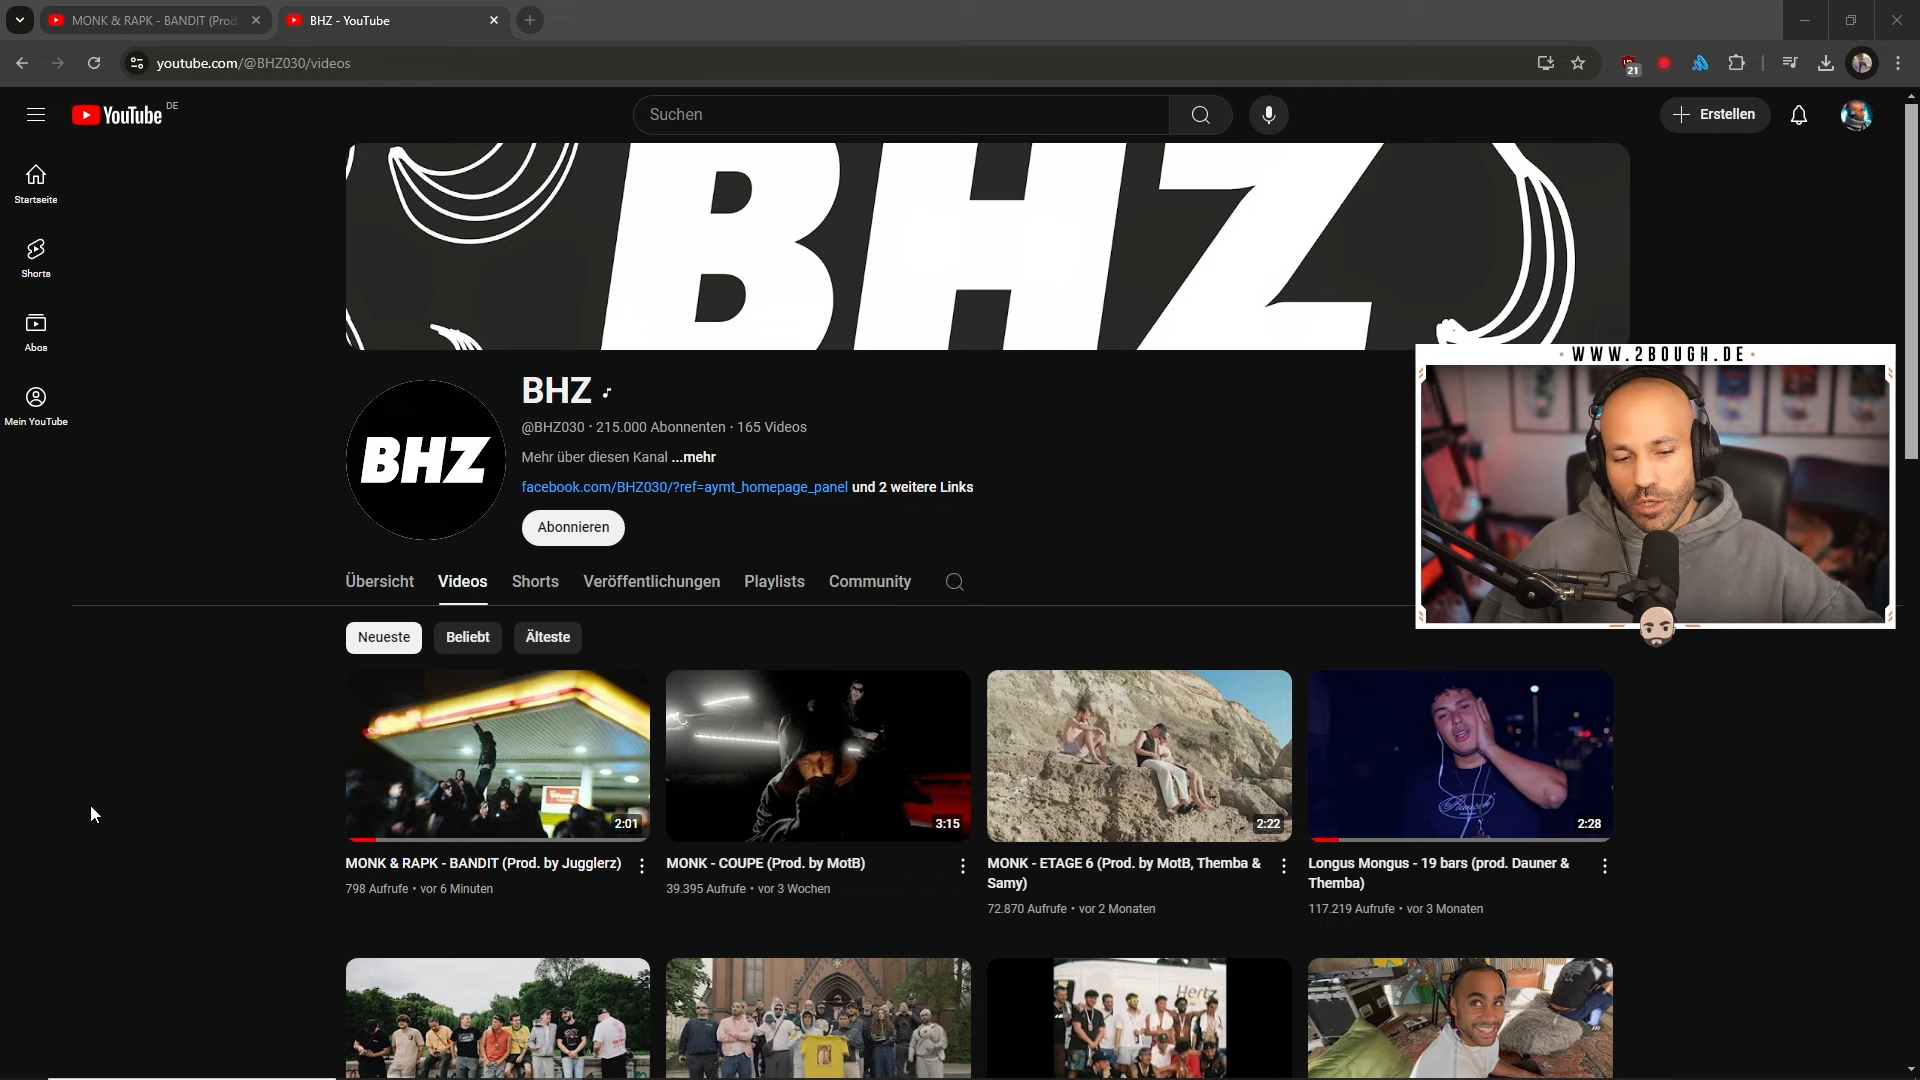 MONK & RAPK - BANDIT (Prod
BHZ - YouTube
youtube.com/@BHZ030/videos
21
YouTube DE
Suchen
Erstellen
BHZ
Startseite
Shorts
Abos
Mein YouTube
WWW.2BOUGH.DE
BHZ
BHZ
@BHZ030 • 215.000 Abonnenten • 165 Videos
Mehr über diesen Kanal ...mehr
facebook.com/BHZ030/?ref=aymt_homepage_panel und 2 weitere Links
Abonnieren
Übersicht Videos Shorts Veröffentlichungen Playlists Community
Neueste Beliebt Älteste
2:01
3:15
2:22
2:28
MONK & RAPK - BANDIT (Prod. by Jugglerz)
798 Aufrufe • vor 6 Minuten
MONK - COUPE (Prod. by MotB)
39.395 Aufrufe • vor 3 Wochen
MONK - ETAGE 6 (Prod. by MotB, Themba &
Samy)
72.870 Aufrufe • vor 2 Monaten
Longus Mongus - 19 bars (prod. Dauner &
Themba)
117.219 Aufrufe • vor 3 Monaten
Hertz